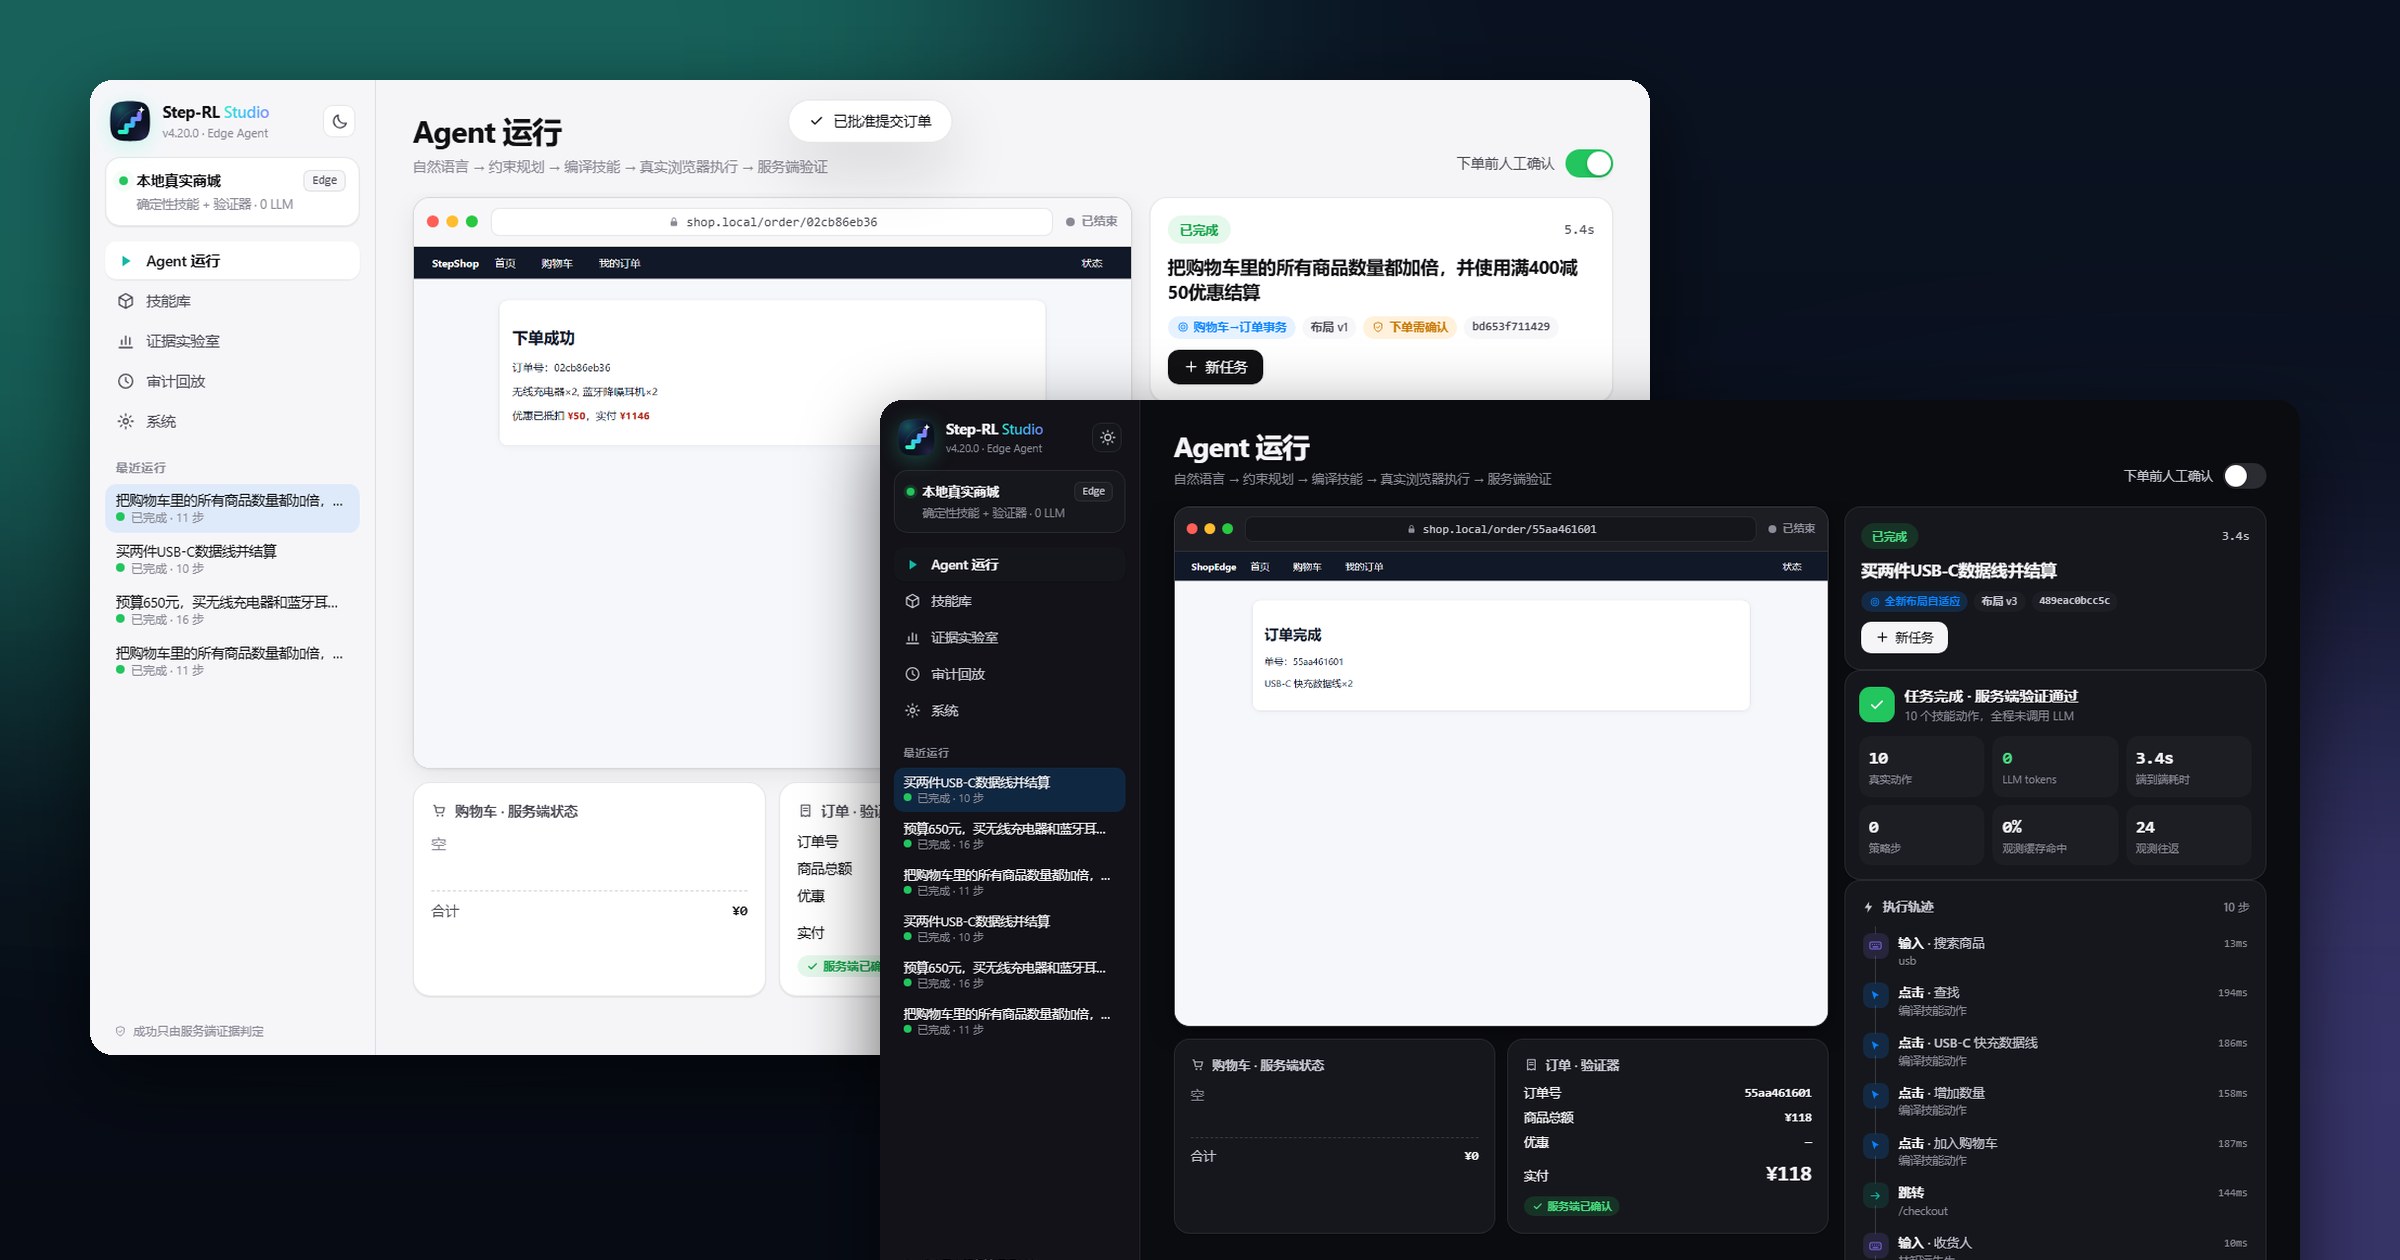 Step-RL Studio
v4.20.0 · Edge Agent
本地真实商城
Edge
确定性技能 + 验证器 · 0 LLM
Agent 运行
技能库
证据实验室
审计回放
系统
最近运行
把购物车里的所有商品数量都加倍，...
已完成 · 11 步
买两件USB-C数据线并结算
已完成 · 10 步
预算650元，买无线充电器和蓝牙耳...
已完成 · 16 步
把购物车里的所有商品数量都加倍，...
已完成 · 11 步
成功只由服务端证据判定
Agent 运行
自然语言 → 约束规划 → 编译技能 → 真实浏览器执行 → 服务端验证
已批准提交订单
下单前人工确认
shop.local/order/02cb86eb36
已结束
StepShop 首页 购物车 我的订单 状态
下单成功
订单号：02cb86eb36
无线充电器×2, 蓝牙降噪耳机×2
优惠已抵扣 ¥50，实付 ¥1146
已完成
5.4s
把购物车里的所有商品数量都加倍，并使用满400减
50优惠结算
购物车→订单事务
布局 v1
下单需确认
bd653f711429
新任务
购物车 · 服务端状态
空
合计 ¥0
订单 · 验
订单号
商品总额
优惠
实付
服务端已
Step-RL Studio
v4.20.0 · Edge Agent
本地真实商城
Edge
确定性技能 + 验证器 · 0 LLM
Agent 运行
技能库
证据实验室
审计回放
系统
最近运行
买两件USB-C数据线并结算
已完成 · 10 步
预算650元，买无线充电器和蓝牙耳...
已完成 · 16 步
把购物车里的所有商品数量都加倍，...
已完成 · 11 步
买两件USB-C数据线并结算
已完成 · 10 步
预算650元，买无线充电器和蓝牙耳...
已完成 · 16 步
把购物车里的所有商品数量都加倍，...
已完成 · 11 步
Agent 运行
自然语言 → 约束规划 → 编译技能 → 真实浏览器执行 → 服务端验证
下单前人工确认
shop.local/order/55aa461601
已结束
ShopEdge 首页 购物车 我的订单 状态
订单完成
单号：55aa461601
USB-C 快充数据线×2
购物车 · 服务端状态
空
合计 ¥0
订单 · 验证器
订单号 55aa461601
商品总额 ¥118
优惠 —
实付 ¥118
服务端已确认
已完成
3.4s
买两件USB-C数据线并结算
全新布局自适应
布局 v3
489eac0bcc5c
新任务
任务完成 · 服务端验证通过
10 个技能动作，全程未调用 LLM
10
真实动作
0
LLM tokens
3.4s
端到端耗时
0
策略步
0%
观测缓存命中
24
观测往返
执行轨迹
10 步
输入 · 搜索商品 13ms
usb
点击 · 查找 194ms
编译技能动作
点击 · USB-C 快充数据线 186ms
编译技能动作
点击 · 增加数量 158ms
编译技能动作
点击 · 加入购物车 187ms
编译技能动作
跳转 144ms
/checkout
输入 · 收货人 10ms